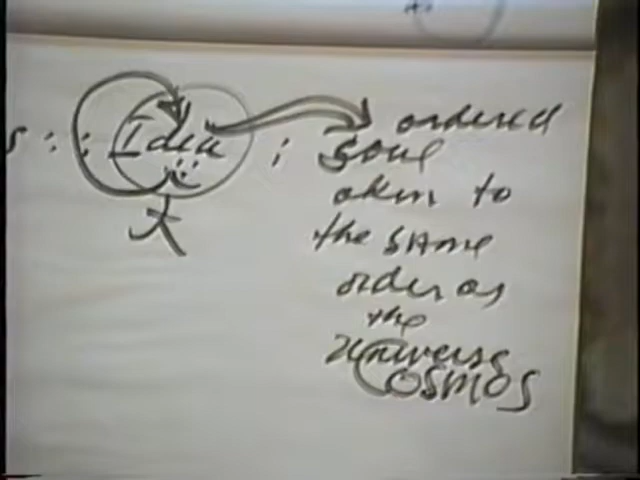 s : : Idea :
ordered
soul
akin to
the same
order as
the
universe
COSMOS